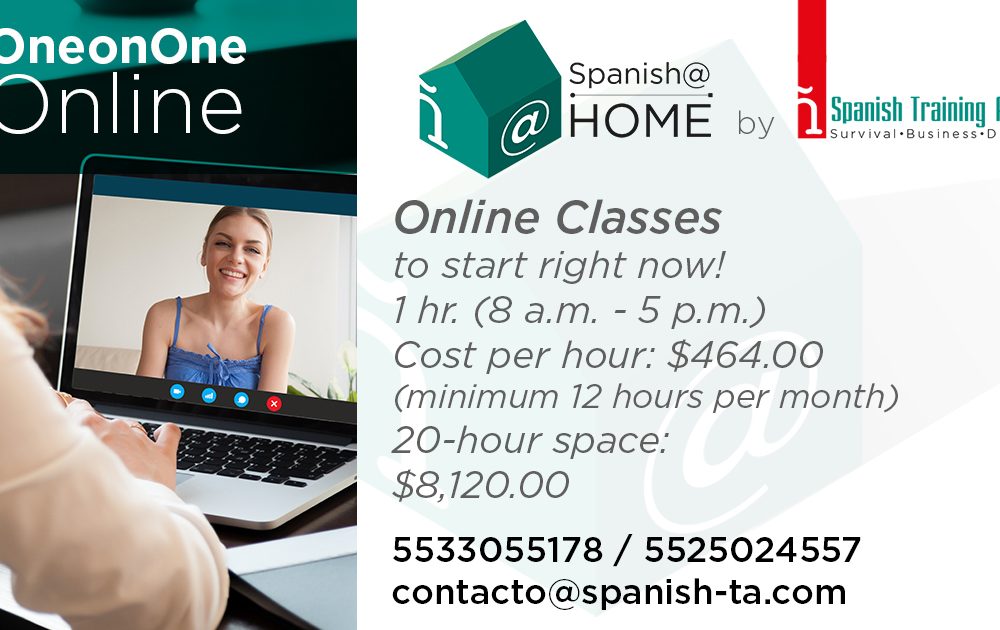 OneonOne
Online
Spanish@
HOME
by
ñ Spanish Training
Survival•Business•D
ñ
@
Online Classes
to start right now!
1 hr. (8 a.m. - 5 p.m.)
Cost per hour: $464.00
(minimum 12 hours per month)
20-hour space:
$8,120.00
5533055178 / 5525024557
contacto@spanish-ta.com